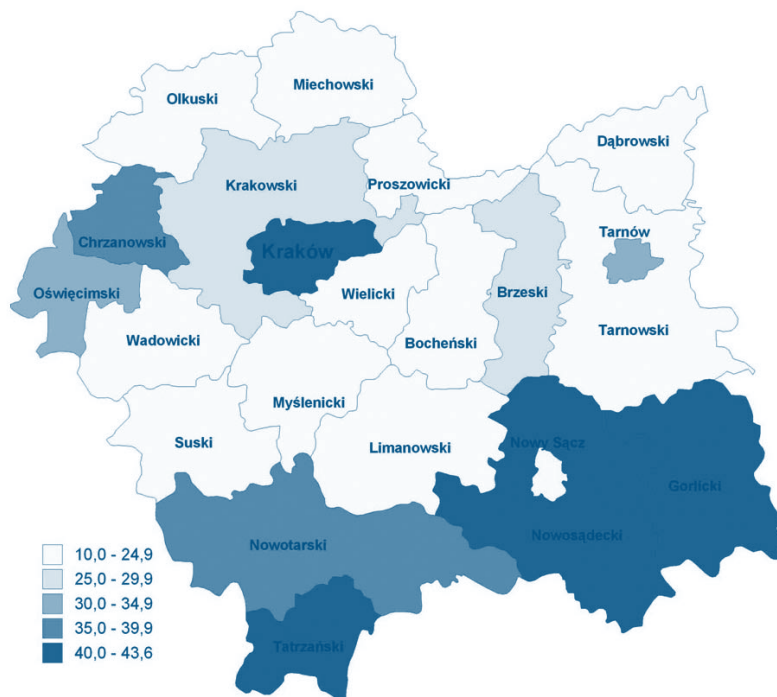 Miechowski
Olkuski
Dąbrowski
Krakowski
Proszowicki
Tarnów
Chrzanowski
Kraków
Oświęcimski
Wielicki
Brzeski
Tarnowski
Wadowicki
Bocheński
Myślenicki
Suski
Limanowski
Nowy Sącz
Gorlicki
Nowotarski
Nowosądecki
Tatrzański
10,0 - 24,9
25,0 - 29,9
30,0 - 34,9
35,0 - 39,9
40,0 - 43,6